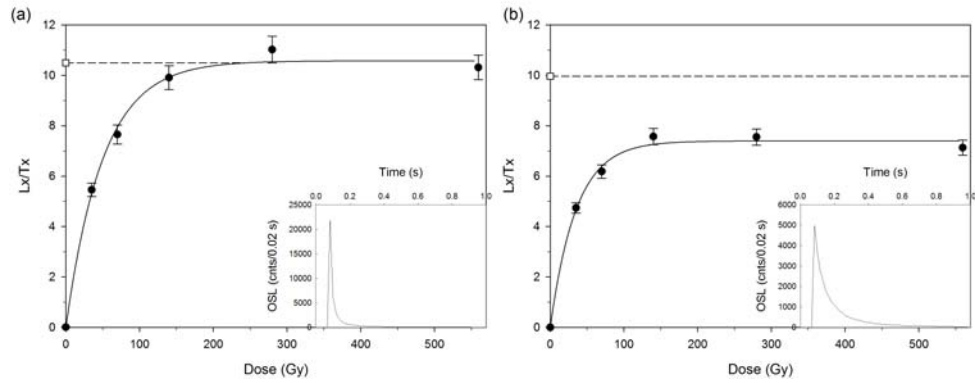 (a)
12
10
8
6
4
2
0
Lx/Tx
0 100 200 300 400 500
Dose (Gy)
Time (s)
0.0 0.2 0.4 0.6 0.8 1.0
25000
20000
15000
10000
5000
0
OSL (cnts/0.02 s)
(b)
12
10
8
6
4
2
0
Lx/Tx
0 100 200 300 400 500
Dose (Gy)
Time (s)
0.0 0.2 0.4 0.6 0.8 1.0
6000
5000
4000
3000
2000
1000
0
OSL (cnts/0.02 s)